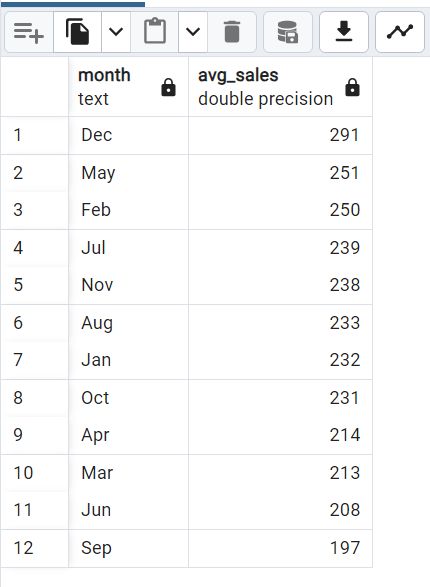 month avg_sales
text double precision
1 Dec 291
2 May 251
3 Feb 250
4 Jul 239
5 Nov 238
6 Aug 233
7 Jan 232
8 Oct 231
9 Apr 214
10 Mar 213
11 Jun 208
12 Sep 197